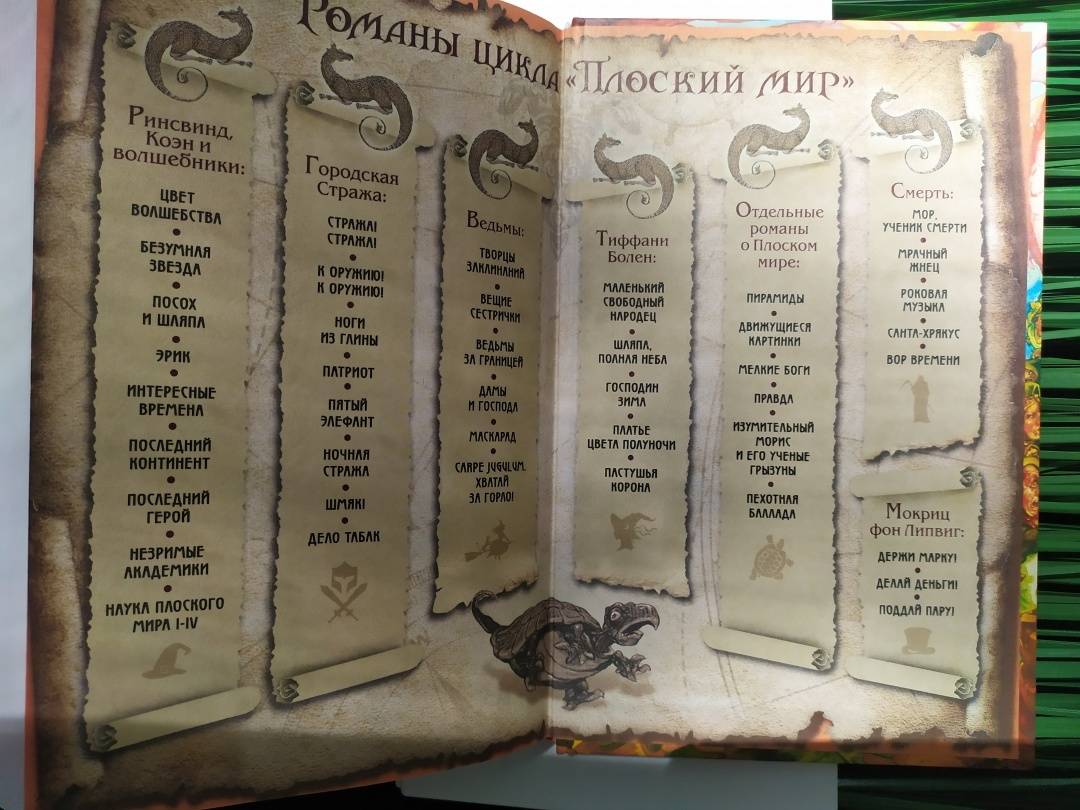 Романы цикла «Плоский мир»
Ринсвинд,
Коэн и
волшебники:
ЦВЕТ
ВОЛШЕБСТВА
БЕЗУМНАЯ
ЗВЕЗДА
ПОСОХ
И ШЛЯПА
ЭРИК
ИНТЕРЕСНЫЕ
ВРЕМЕНА
ПОСЛЕДНИЙ
КОНТИНЕНТ
ПОСЛЕДНИЙ
ГЕРОЙ
НЕЗРИМЫЕ
АКАДЕМИКИ
НАУКА ПЛОСКОГО
МИРА I-IV
Городская
Стража:
СТРАЖА!
СТРАЖА!
К ОРУЖИЮ!
К ОРУЖИЮ!
НОГИ
ИЗ ГЛИНЫ
ПАТРИОТ
ПЯТЫЙ
ЭЛЕФАНТ
НОЧНАЯ
СТРАЖА
ШМЯК!
ДЕЛО ТАБАК
Ведьмы:
ТВОРЦЫ
ЗАКЛИНАНИЙ
ВЕЩИЕ
СЕСТРИЧКИ
ВЕДЬМЫ
ЗА ГРАНИЦЕЙ
ДАМЫ
И ГОСПОДА
МАСКАРАД
CARPE JUGULUM.
ХВАТАЙ
ЗА ГОРЛО!
Тиффани
Болен:
МАЛЕНЬКИЙ
СВОБОДНЫЙ
НАРОДЕЦ
ШЛЯПА,
ПОЛНАЯ НЕБА
ГОСПОДИН
ЗИМА
ПЛАТЬЕ
ЦВЕТА ПОЛУНОЧИ
ПАСТУШЬЯ
КОРОНА
Отдельные
романы
о Плоском
мире:
ПИРАМИДЫ
ДВИЖУЩИЕСЯ
КАРТИНКИ
МЕЛКИЕ БОГИ
ПРАВДА
ИЗУМИТЕЛЬНЫЙ
МОРИС
И ЕГО УЧЕНЫЕ
ГРЫЗУНЫ
ПЕХОТНАЯ
БАЛЛАДА
Смерть:
МОР,
УЧЕНИК СМЕРТИ
МРАЧНЫЙ
ЖНЕЦ
РОКОВАЯ
МУЗЫКА
САНТА-ХРЯКУС
ВОР ВРЕМЕНИ
Мокриц
фон Липвиг:
ДЕРЖИ МАРКУ!
ДЕЛАЙ ДЕНЬГИ!
ПОДДАЙ ПАРУ!